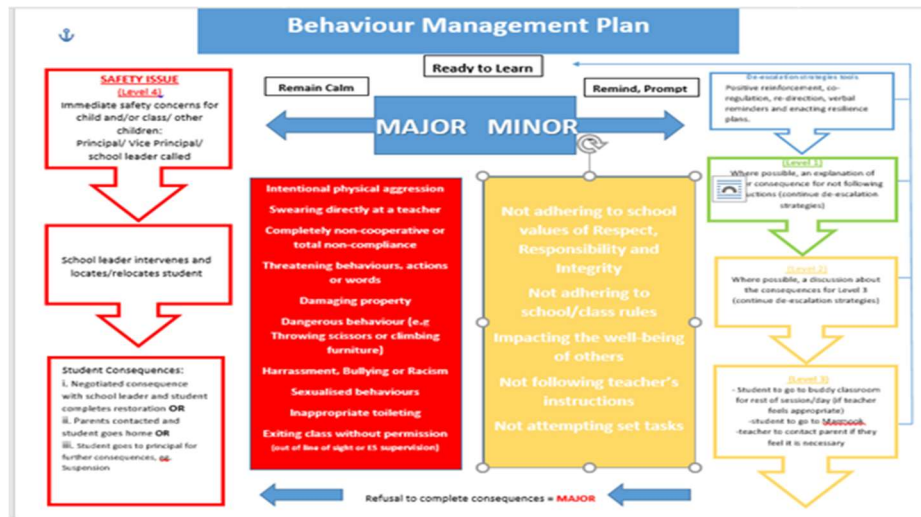 Behaviour Management Plan
Ready to Learn
Remain Calm
Remind, Prompt
MAJOR MINOR
SAFETY ISSUE
(Level 4)
Immediate safety concerns for
child and/or class/ other
children:
Principal/ Vice Principal/
school leader called
School leader intervenes and
locates/relocates student
Student Consequences:
i. Negotiated consequence
with school leader and student
completes restoration OR
ii. Parents contacted and
student goes home OR
iii. Student goes to principal for
further consequences, eg.
Suspension
Intentional physical aggression
Swearing directly at a teacher
Completely non-cooperative or
total non-compliance
Threatening behaviours, actions
or words
Damaging property
Dangerous behaviour (e.g
Throwing scissors or climbing
furniture)
Harrassment, Bullying or Racism
Sexualised behaviours
Inappropriate toileting
Exiting class without permission
(out of line of sight or ES supervision)
Not adhering to school
values of Respect,
Responsibility and
Integrity
Not adhering to
school/class rules
Impacting the well-being
of others
Not following teacher's
instructions
Not attempting set tasks
De-escalation strategies tools
Positive reinforcement, co-
regulation, re-direction, verbal
reminders and enacting resilience
plans.
(Level 1)
Where possible, an explanation of
consequence for not following
(continue de-escalation
strategies)
(Level 2)
Where possible, a discussion about
the consequences for Level 3
(continue de-escalation strategies)
(Level 3)
- Student to go to buddy classroom
for rest of session/day (if teacher
feels appropriate)
-student to go to
-teacher to contact parent if they
feel it is necessary
Refusal to complete consequences = MAJOR